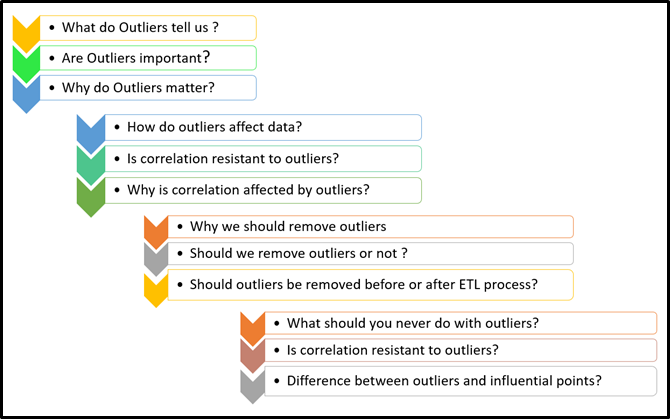 • What do Outliers tell us ?
• Are Outliers important?
• Why do Outliers matter?
• How do outliers affect data?
• Is correlation resistant to outliers?
• Why is correlation affected by outliers?
• Why we should remove outliers
• Should we remove outliers or not ?
• Should outliers be removed before or after ETL process?
• What should you never do with outliers?
• Is correlation resistant to outliers?
• Difference between outliers and influential points?